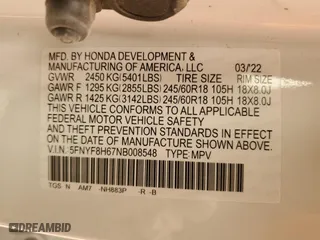 MFD. BY HONDA DEVELOPMENT &
MANUFACTURING OF AMERICA, LLC 03/22
GVWR 2450 KG(5401LBS) TIRE SIZE RIM SIZE
GAWR F 1295 KG(2855LBS) 245/60R18 105H 18X8.0J
GAWR R 1425 KG(3142LBS) 245/60R18 105H 18X8.0J
THIS VEHICLE CONFORMS TO ALL APPLICABLE
FEDERAL MOTOR VEHICLE SAFETY
AND THEFT PREVENTION STANDARDS IN EFFECT
ON THE DATE OF MANUFACTURE SHOWN ABOVE.
V.I.N.:5FNYF8H67NB008548 TYPE:MPV
TGS N AM7 -NH883P -R -B
DREAMBID